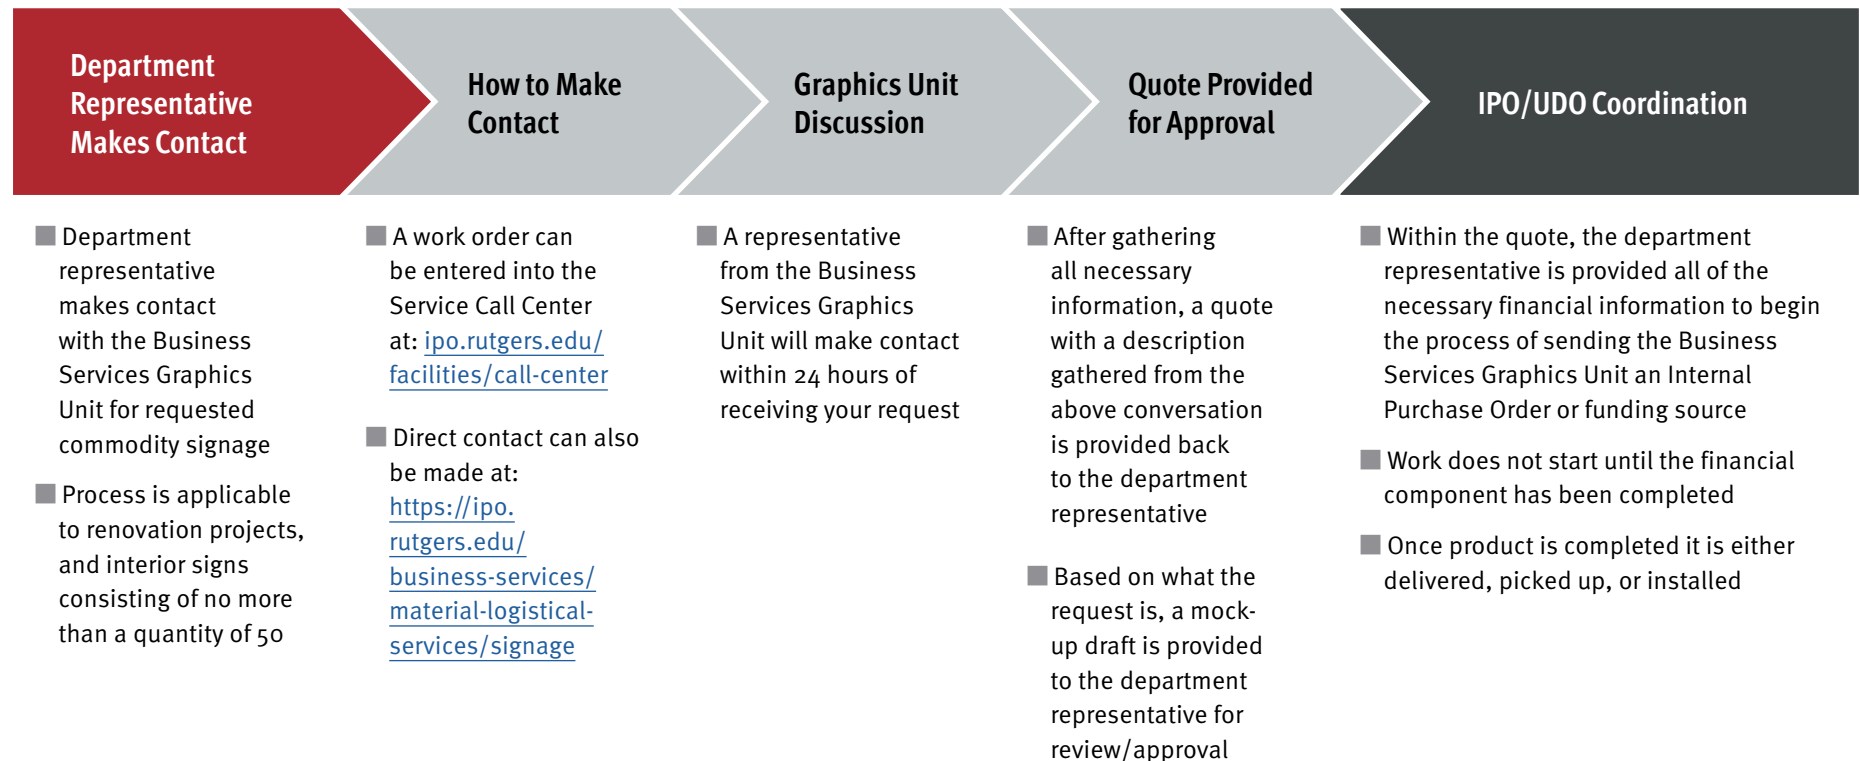 Department
Representative
Makes Contact
How to Make
Contact
Graphics Unit
Discussion
Quote Provided
for Approval
IPO/UDO Coordination
Department
representative
makes contact
with the Business
Services Graphics
Unit for requested
commodity signage
Process is applicable
to renovation projects,
and interior signs
consisting of no more
than a quantity of 50
A work order can
be entered into the
Service Call Center
at: ipo.rutgers.edu/
facilities/call-center
Direct contact can also
be made at:
https://ipo.
rutgers.edu/
business-services/
material-logistical-
services/signage
A representative
from the Business
Services Graphics
Unit will make contact
within 24 hours of
receiving your request
After gathering
all necessary
information, a quote
with a description
gathered from the
above conversation
is provided back
to the department
representative
Based on what the
request is, a mock-
up draft is provided
to the department
representative for
review/approval
Within the quote, the department
representative is provided all of the
necessary financial information to begin
the process of sending the Business
Services Graphics Unit an Internal
Purchase Order or funding source
Work does not start until the financial
component has been completed
Once product is completed it is either
delivered, picked up, or installed